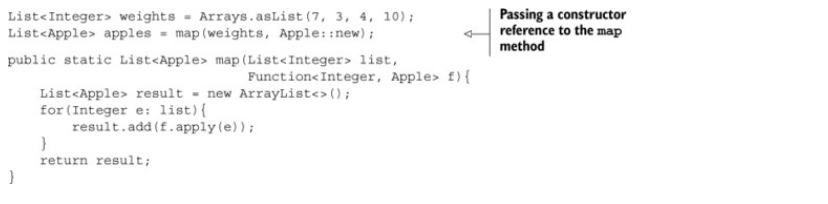 List<Integer> weights = Arrays.asList(7, 3, 4, 10);
List<Apple> apples = map(weights, Apple::new);
Passing a constructor
reference to the map
method
public static List<Apple> map(List<Integer> list,
                              Function<Integer, Apple> f){
    List<Apple> result = new ArrayList<>();
    for(Integer e: list){
        result.add(f.apply(e));
    }
    return result;
}